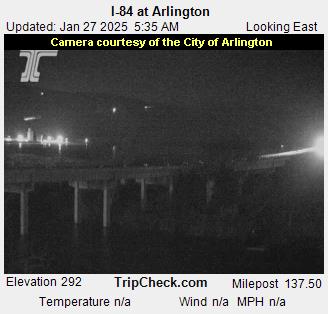 I-84 at Arlington
Updated: Jan 27 2025 5:35 AM Looking East
Camera courtesy of the City of Arlington
Elevation 292 TripCheck.com Milepost 137.50
Temperature n/a Wind n/a MPH n/a